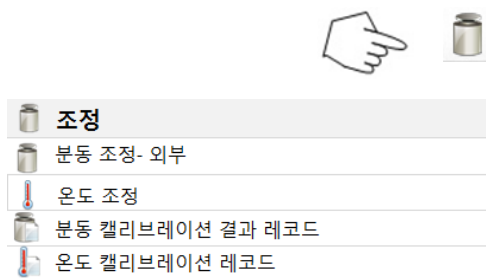 조정
분동 조정- 외부
온도 조정
분동 캘리브레이션 결과 레코드
온도 캘리브레이션 레코드